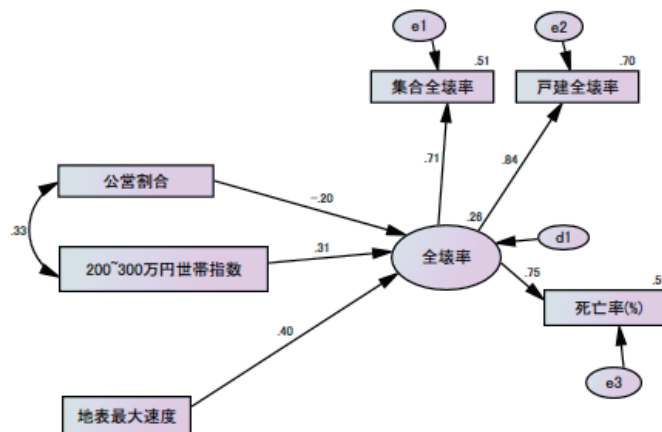 e1
e2
.51
.70
集合全壊率
戸建全壊率
.71
.84
公営割合
-.20
.26
.33
.31
d1
200~300万円世帯指数
全壊率
.75
死亡率(%)
.40
e3
地表最大速度